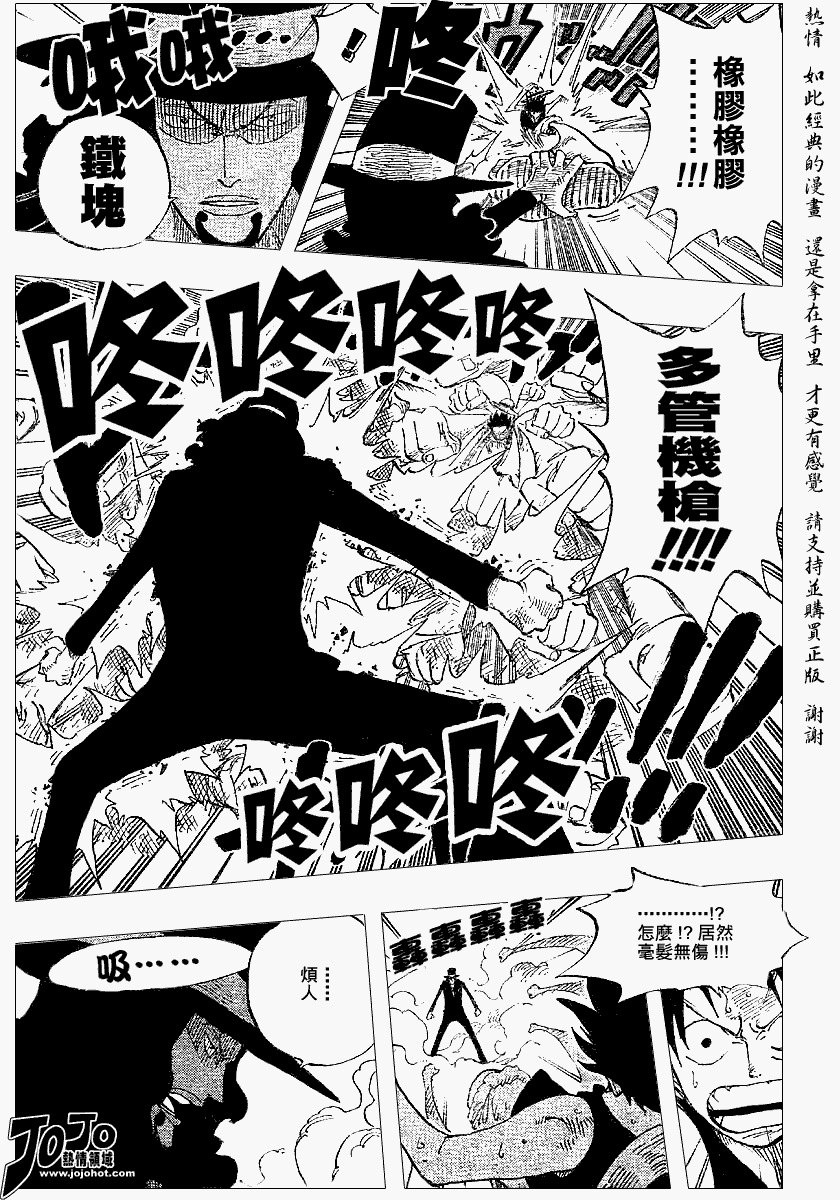 橡膠橡膠
………!!!
咚
!
哦哦
鐵塊
多管機槍!!!!
咚咚咚咚!!!
咚咚咚!!!
!!!!
…………!?
怎麼!?居然
毫髮無傷!!!
轟轟轟轟
……
煩人
吸……
熱情 如此經典的漫畫 還是拿在手里 才更有感覺 請支持並購買正版 謝謝
JOJO
熱情領域
www.jojohot.com